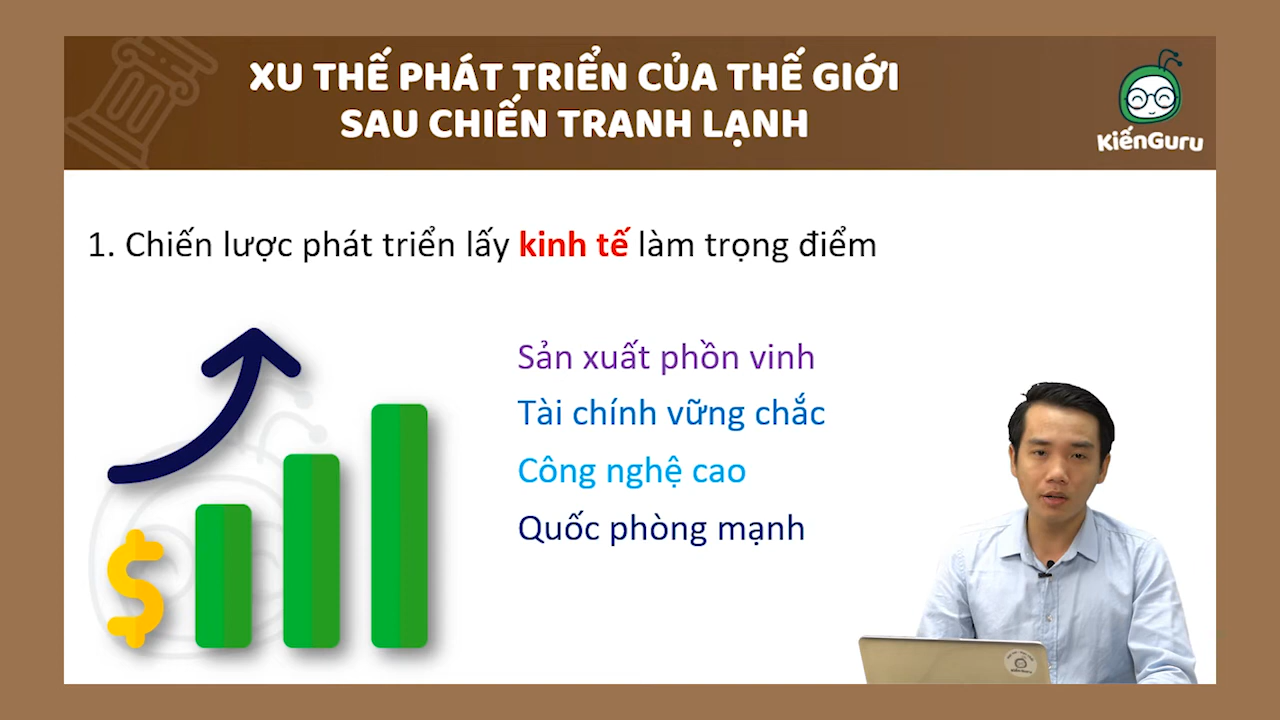 XU THẾ PHÁT TRIỂN CỦA THẾ GIỚI
SAU CHIẾN TRANH LẠNH
KiếnGuru
1. Chiến lược phát triển lấy kinh tế làm trọng điểm
Sản xuất phồn vinh
Tài chính vững chắc
Công nghệ cao
Quốc phòng mạnh
$